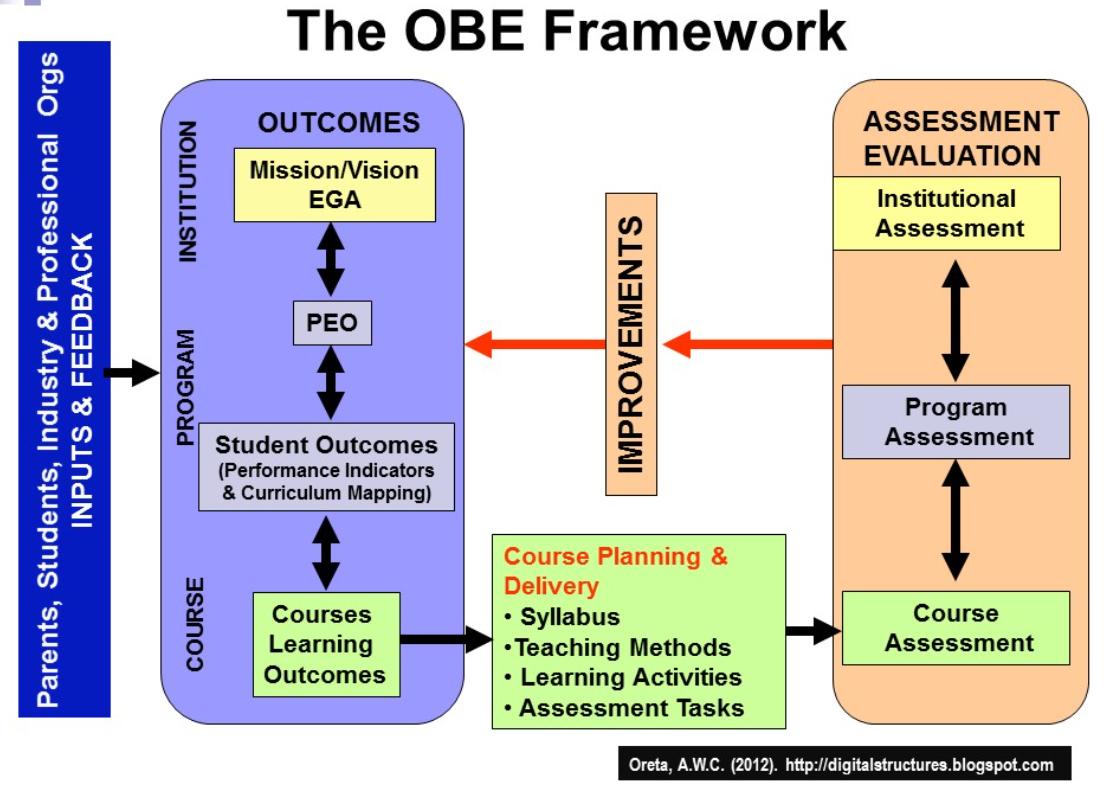 The OBE Framework
Parents, Students, Industry & Professional Orgs
INPUTS & FEEDBACK
INSTITUTION
PROGRAM
COURSE
OUTCOMES
Mission/Vision
EGA
PEO
Student Outcomes
(Performance Indicators
& Curriculum Mapping)
Courses
Learning
Outcomes
IMPROVEMENTS
Course Planning &
Delivery
• Syllabus
•Teaching Methods
• Learning Activities
• Assessment Tasks
ASSESSMENT
EVALUATION
Institutional
Assessment
Program
Assessment
Course
Assessment
Oreta, A.W.C. (2012). http://digitalstructures.blogspot.com